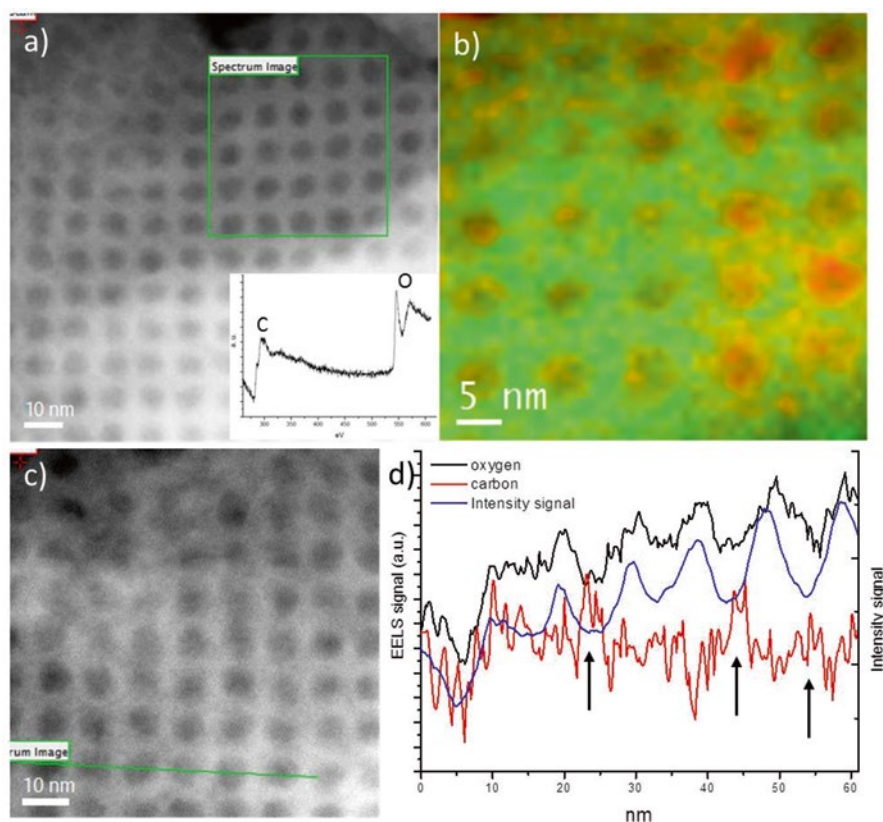 a)
Spectrum Image
C
O
a. u.
250 300 350 400 450 500 550 600
eV
10 nm
b)
5 nm
c)
rum Image
10 nm
d)
oxygen
carbon
Intensity signal
EELS signal (a.u.)
Intensity signal
0 10 20 30 40 50 60
nm